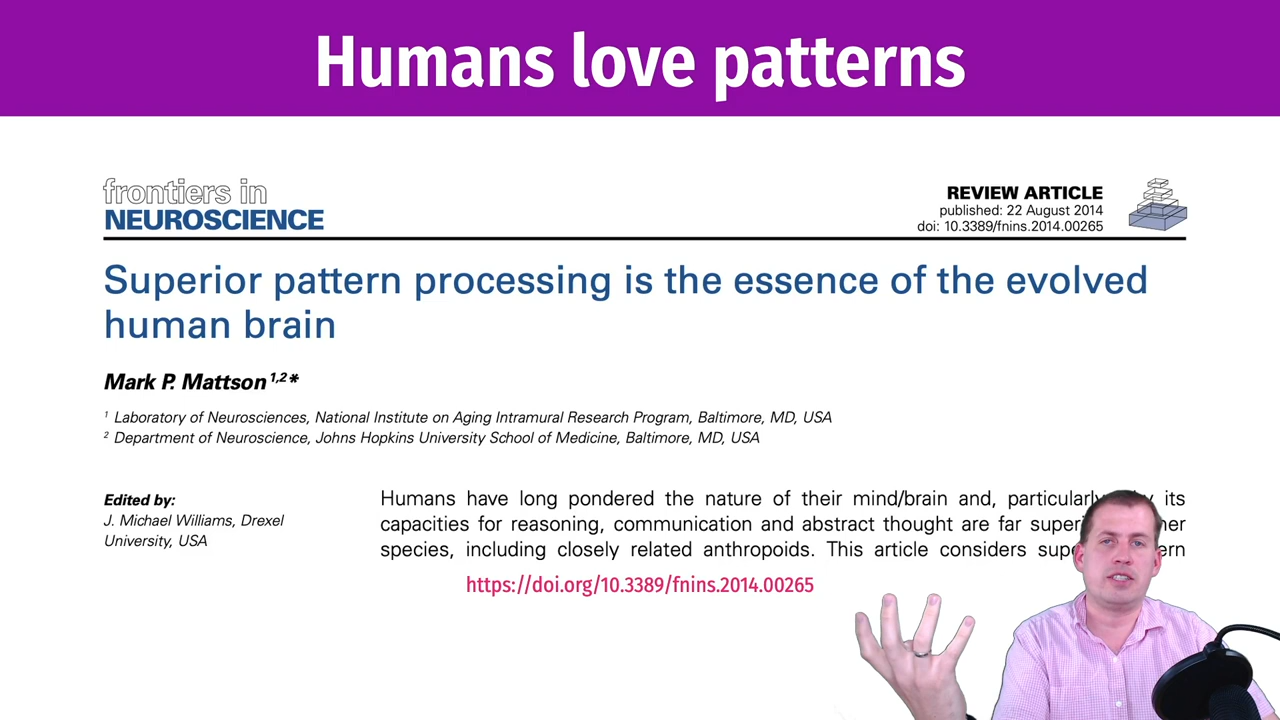 Humans love patterns
frontiers in
NEUROSCIENCE
REVIEW ARTICLE
published: 22 August 2014
doi: 10.3389/fnins.2014.00265
Superior pattern processing is the essence of the evolved
human brain
Mark P. Mattson 1,2*
1 Laboratory of Neurosciences, National Institute on Aging Intramural Research Program, Baltimore, MD, USA
2 Department of Neuroscience, Johns Hopkins University School of Medicine, Baltimore, MD, USA
Edited by:
J. Michael Williams, Drexel
University, USA
Humans have long pondered the nature of their mind/brain and, particularly its
capacities for reasoning, communication and abstract thought are far
species, including closely related anthropoids. This article considers
https://doi.org/10.3389/fnins.2014.00265